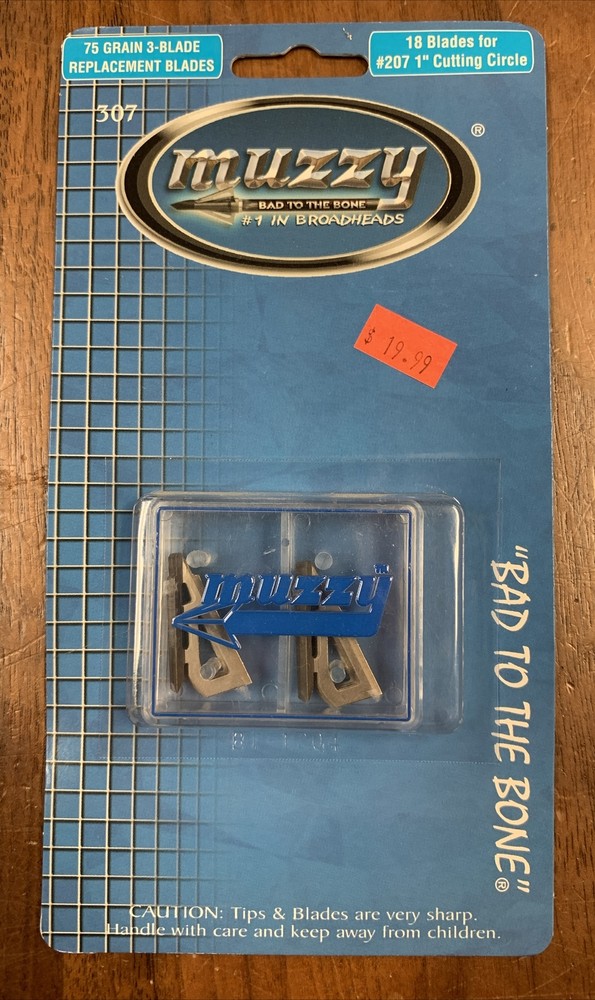 75 GRAIN 3-BLADE
REPLACEMENT BLADES
18 Blades for
#207 1" Cutting Circle
307
muzzy
®
BAD TO THE BONE
#1 IN BROADHEADS
$ 19.99
muzzy
"BAD TO THE BONE"®
CAUTION: Tips & Blades are very sharp.
Handle with care and keep away from children.